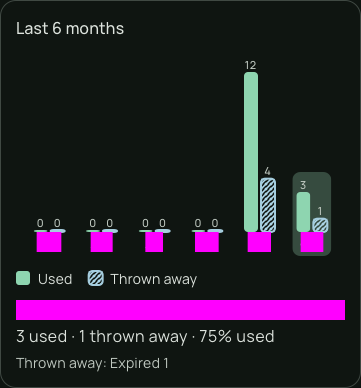 Last 6 months
12
4
3
1
0 0 0 0 0 0 0 0
Used Thrown away
3 used · 1 thrown away · 75% used
Thrown away: Expired 1